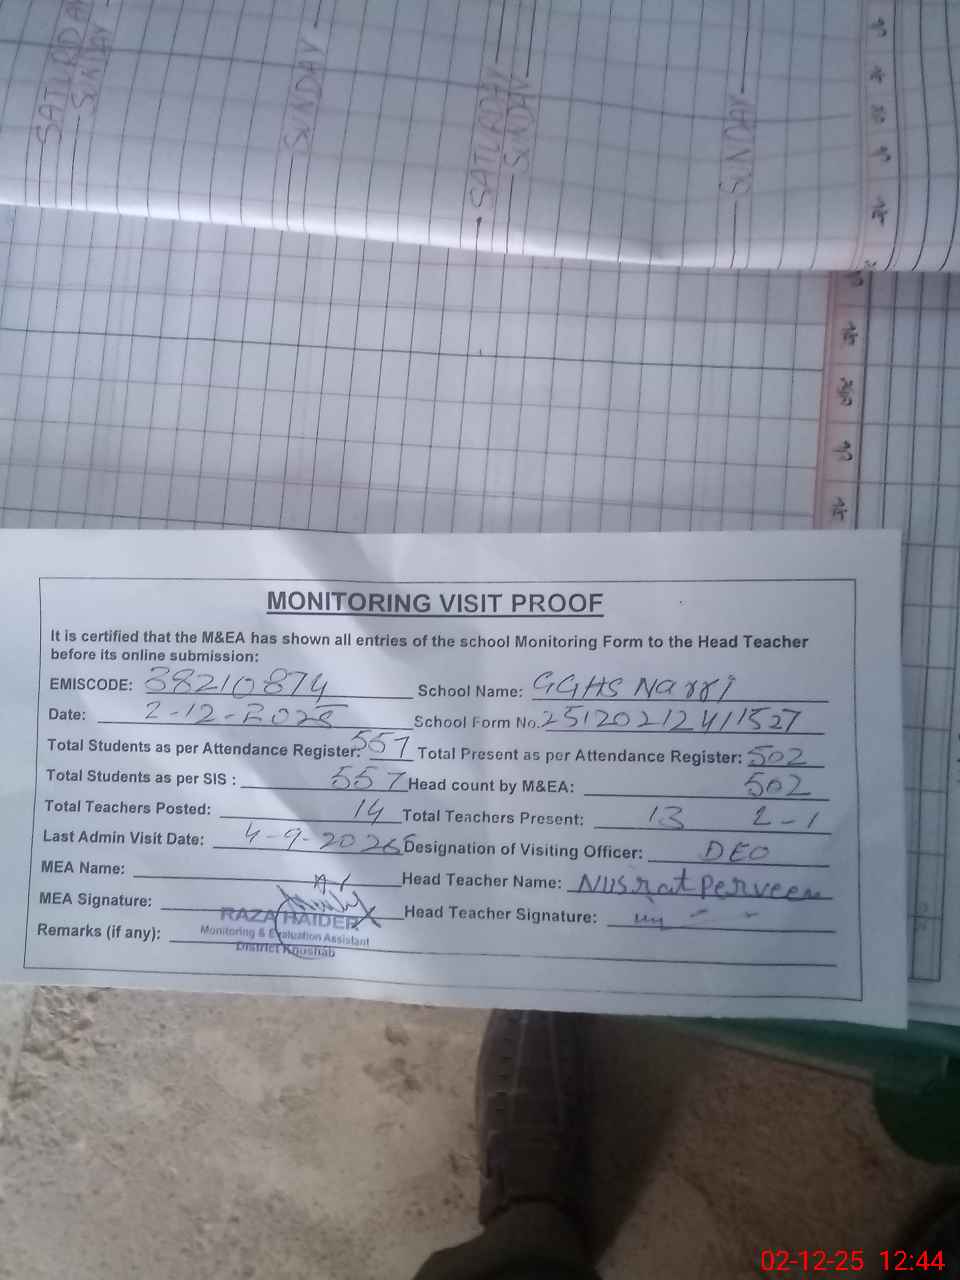 SATURDAY
SUNDAY
SUNDAY
SATURDAY
SUNDAY
SUNDAY
MONITORING VISIT PROOF
It is certified that the M&EA has shown all entries of the school Monitoring Form to the Head Teacher
before its online submission:
EMISCODE: 38210874 School Name: GGHS Narri
Date: 2-12-2025 School Form No. 25120212411527
Total Students as per Attendance Register: 557 Total Present as per Attendance Register: 502
Total Students as per SIS : 557 Head count by M&EA: 502
Total Teachers Posted: 14 Total Teachers Present: 13 L-1
Last Admin Visit Date: 4-9-2025 Designation of Visiting Officer: DEO
MEA Name: Head Teacher Name: Nusrat Perveen
MEA Signature: Head Teacher Signature:
RAZA HAIDER
Monitoring & Evaluation Assistant
District Khushab
Remarks (if any):
02-12-25 12:44